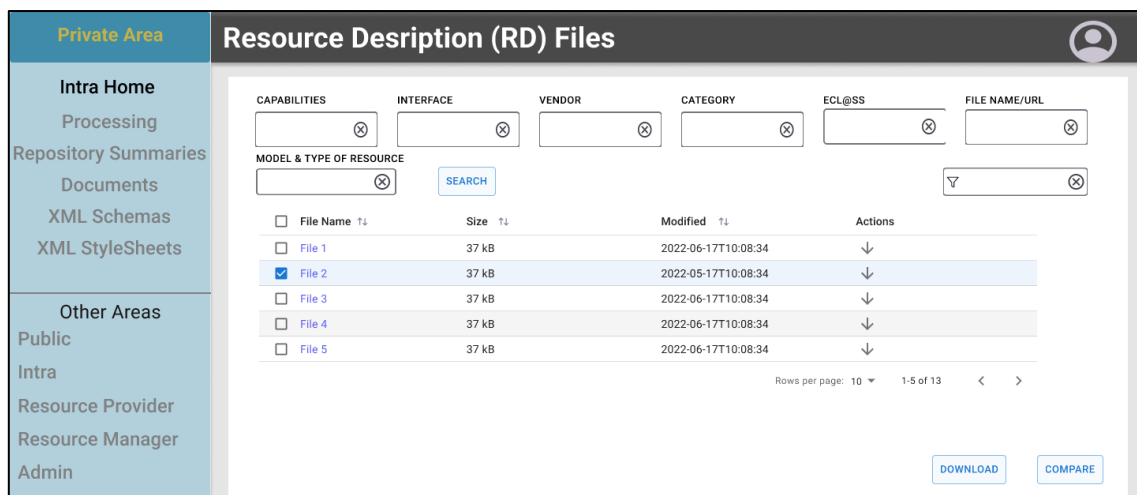 Private Area
Resource Desription (RD) Files
Intra Home
Processing
Repository Summaries
Documents
XML Schemas
XML StyleSheets
Other Areas
Public
Intra
Resource Provider
Resource Manager
Admin
CAPABILITIES INTERFACE VENDOR CATEGORY ECL@SS FILE NAME/URL
MODEL & TYPE OF RESOURCE
SEARCH
File Name Size Modified Actions
File 1 37 kB 2022-06-17T10:08:34
File 2 37 kB 2022-05-17T10:08:34
File 3 37 kB 2022-06-17T10:08:34
File 4 37 kB 2022-06-17T10:08:34
File 5 37 kB 2022-06-17T10:08:34
Rows per page: 10 1-5 of 13
DOWNLOAD COMPARE